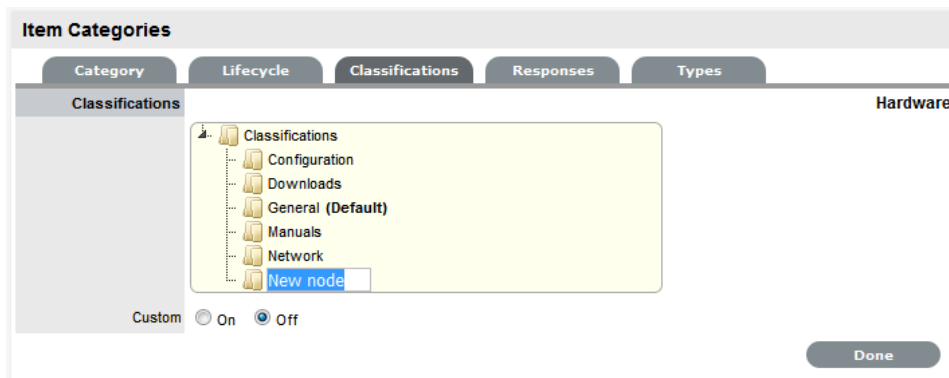 Item Categories
Category Lifecycle Classifications Responses Types
Classifications Hardware
Classifications
Configuration
Downloads
General (Default)
Manuals
Network
New node
Custom On Off
Done